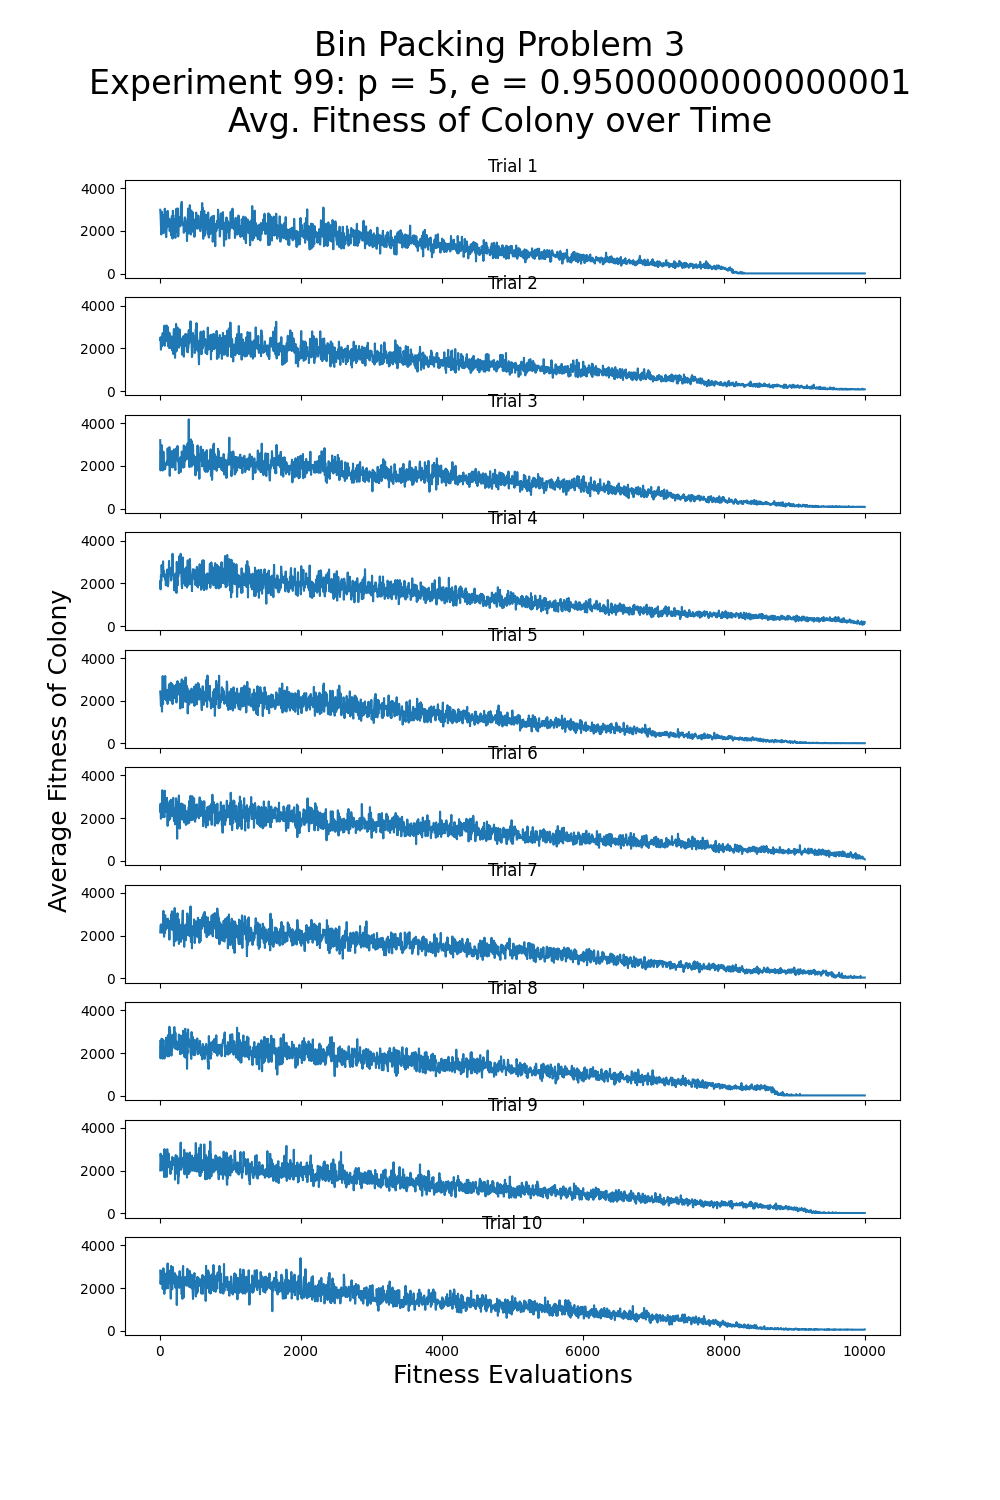 Bin Packing Problem 3
Experiment 99: p = 5, e = 0.9500000000000001
Avg. Fitness of Colony over Time
Trial 1
4000
2000
0
Trial 2
4000
2000
0
Trial 3
4000
2000
0
Trial 4
4000
2000
0
Trial 5
4000
2000
0
Trial 6
4000
2000
0
Trial 7
4000
2000
0
Trial 8
4000
2000
0
Trial 9
4000
2000
0
Trial 10
4000
2000
0
0 2000 4000 6000 8000 10000
Fitness Evaluations
Average Fitness of Colony